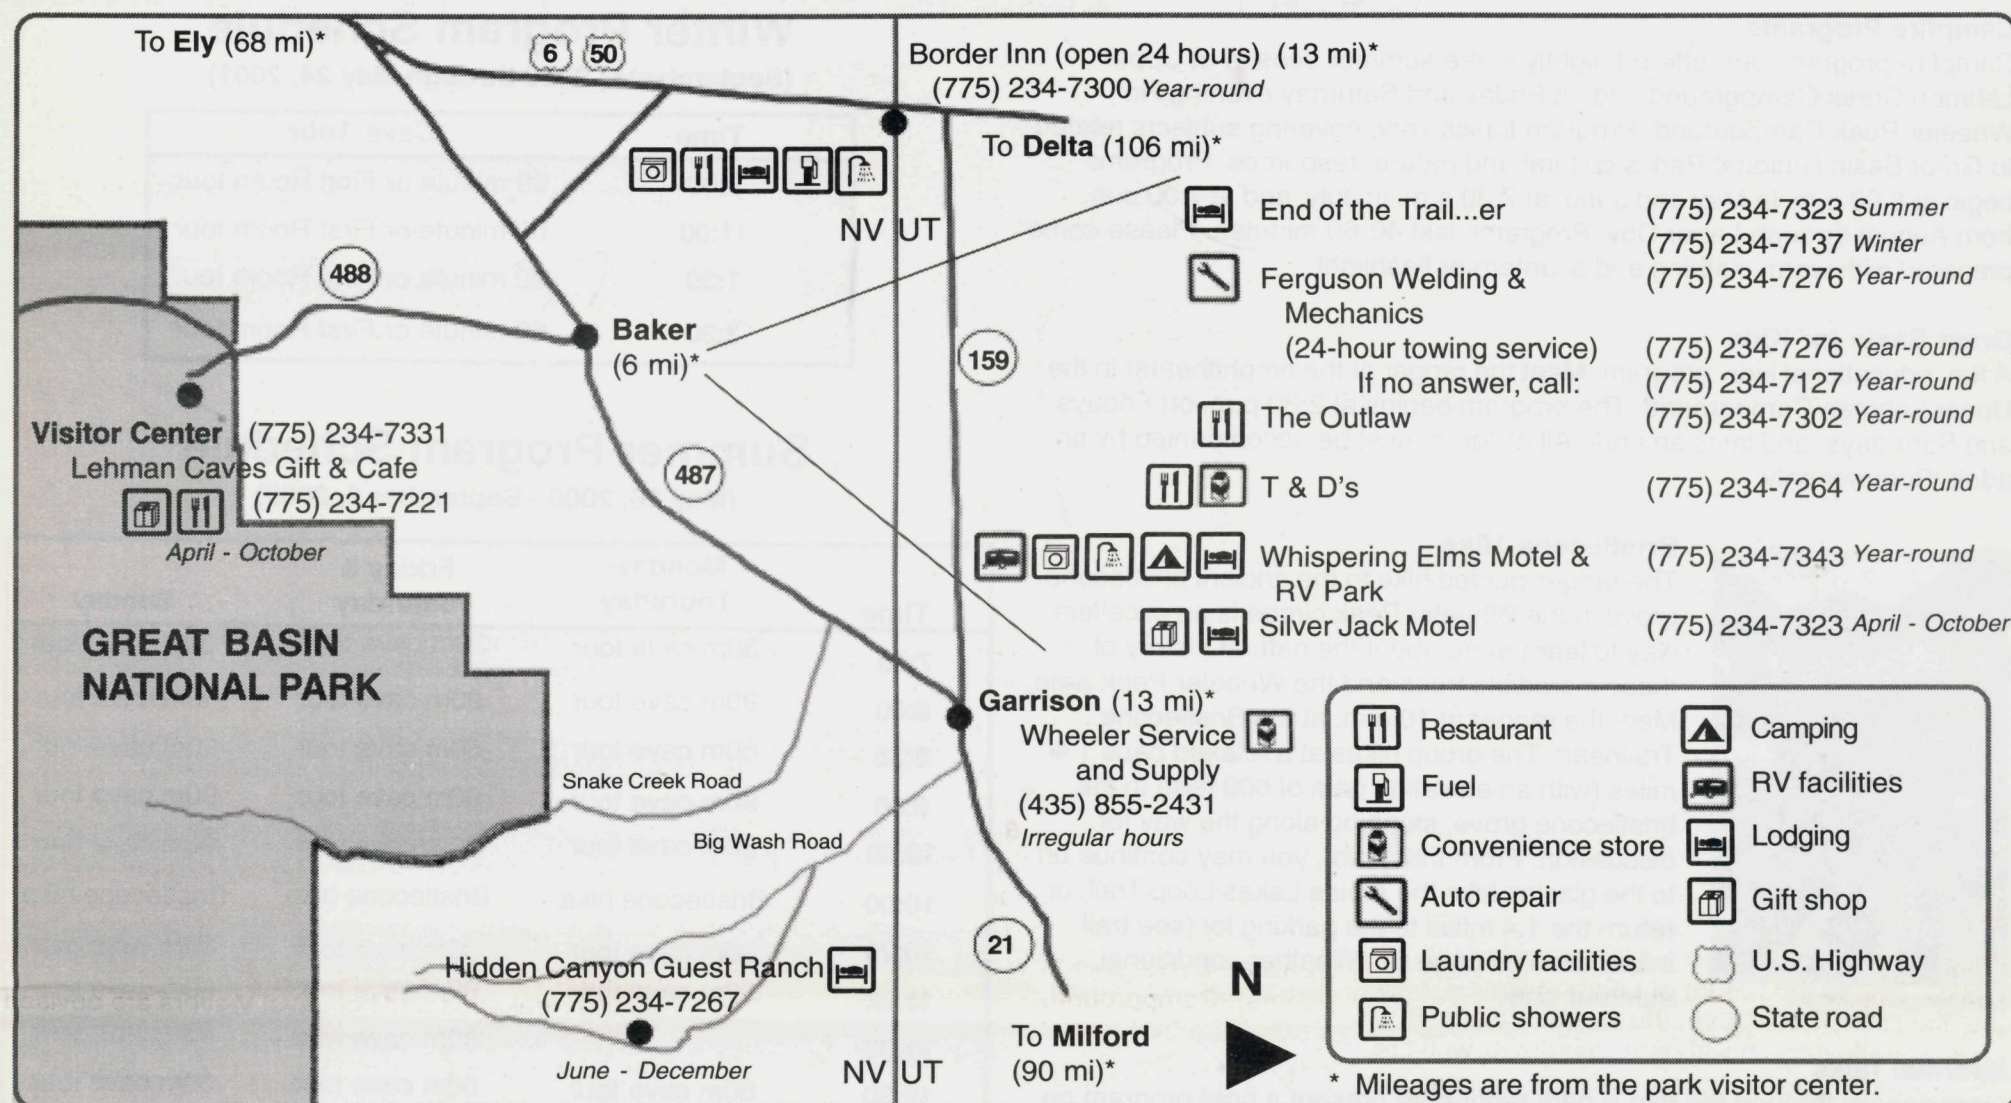 To Ely (68 mi)*
6 50
Border Inn (open 24 hours) (13 mi)*
(775) 234-7300 Year-round
To Delta (106 mi)*
NV UT
488
Baker
(6 mi)*
159
487
End of the Trail...er (775) 234-7323 Summer
(775) 234-7137 Winter
Ferguson Welding & (775) 234-7276 Year-round
Mechanics
(24-hour towing service) (775) 234-7276 Year-round
If no answer, call: (775) 234-7127 Year-round
The Outlaw (775) 234-7302 Year-round
T & D's (775) 234-7264 Year-round
Whispering Elms Motel & (775) 234-7343 Year-round
RV Park
Silver Jack Motel (775) 234-7323 April - October
Visitor Center (775) 234-7331
Lehman Caves Gift & Cafe
(775) 234-7221
April - October
GREAT BASIN
NATIONAL PARK
Garrison (13 mi)*
Wheeler Service
and Supply
(435) 855-2431
Irregular hours
Snake Creek Road
Big Wash Road
21
Hidden Canyon Guest Ranch
(775) 234-7267
June - December
NV UT
To Milford
(90 mi)*
N
Restaurant
Fuel
Convenience store
Auto repair
Laundry facilities
Public showers
Camping
RV facilities
Lodging
Gift shop
U.S. Highway
State road
* Mileages are from the park visitor center.